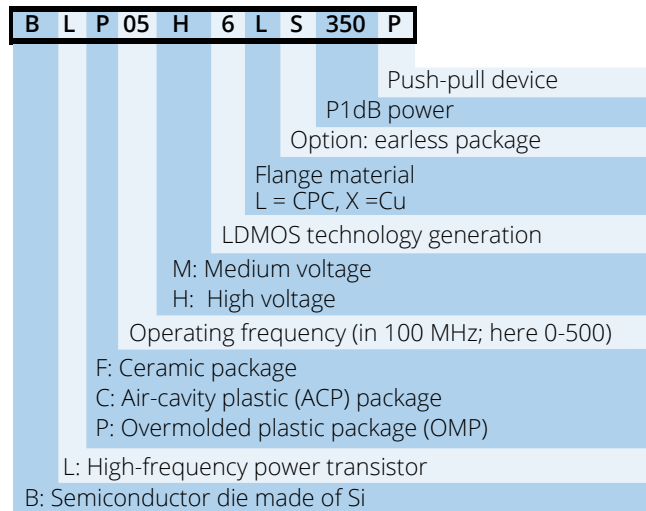 B L P 05 H 6 L S 350 P
Push-pull device
P1dB power
Option: earless package
Flange material
L = CPC, X =Cu
LDMOS technology generation
M: Medium voltage
H: High voltage
Operating frequency (in 100 MHz; here 0-500)
F: Ceramic package
C: Air-cavity plastic (ACP) package
P: Overmolded plastic package (OMP)
L: High-frequency power transistor
B: Semiconductor die made of Si